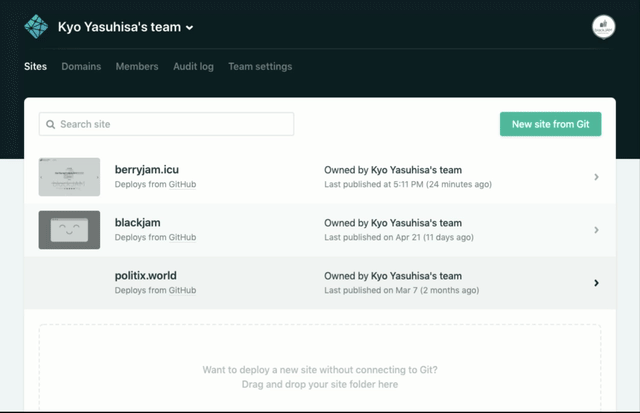 Kyo Yasuhisa's team
Sites Domains Members Audit log Team settings
Search site
New site from Git
berryjam.icu
Deploys from GitHub
Owned by Kyo Yasuhisa's team
Last published at 5:11 PM (24 minutes ago)
blackjam
Deploys from GitHub
Owned by Kyo Yasuhisa's team
Last published on Apr 21 (11 days ago)
politix.world
Deploys from GitHub
Owned by Kyo Yasuhisa's team
Last published on Mar 7 (2 months ago)
Want to deploy a new site without connecting to Git?
Drag and drop your site folder here